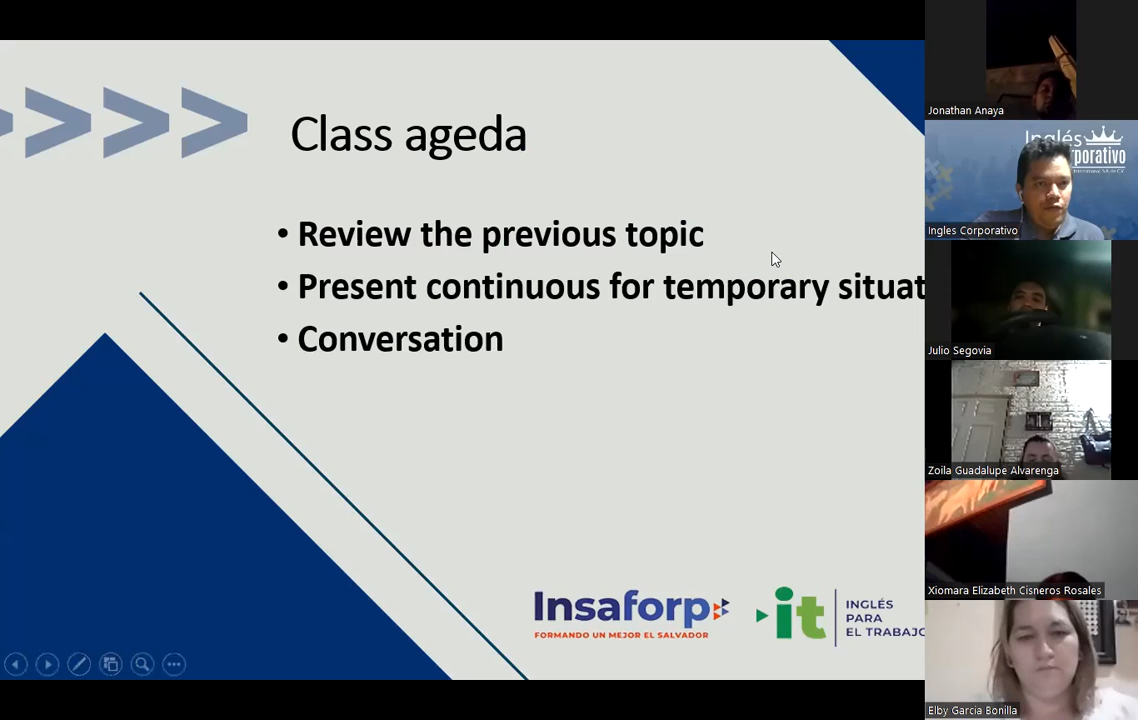 Class ageda
• Review the previous topic
• Present continuous for temporary situat
• Conversation
Insaforp
FORMANDO UN MEJOR EL SALVADOR
it
INGLÉS
PARA
EL TRABAJO
Jonathan Anaya
Inglés
Corporativo
International S.A. de C.V.
Ingles Corporativo
Julio Segovia
Zoila Guadalupe Alvarenga
Xiomara Elizabeth Cisneros Rosales
Elby Garcia Bonilla